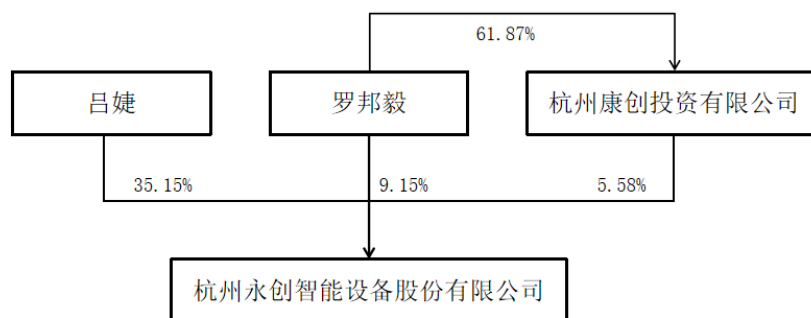 61.87%
吕婕
罗邦毅
杭州康创投资有限公司
35.15%
9.15%
5.58%
杭州永创智能设备股份有限公司